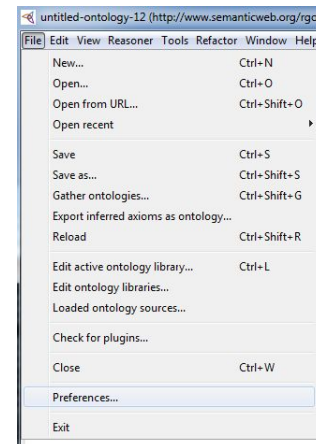 untitled-ontology-12 (http://www.semanticweb.org/rgo
File Edit View Reasoner Tools Refactor Window Help
New... Ctrl+N
Open... Ctrl+O
Open from URL... Ctrl+Shift+O
Open recent
Save Ctrl+S
Save as... Ctrl+Shift+S
Gather ontologies... Ctrl+Shift+G
Export inferred axioms as ontology...
Reload Ctrl+Shift+R
Edit active ontology library... Ctrl+L
Edit ontology libraries...
Loaded ontology sources...
Check for plugins...
Close Ctrl+W
Preferences...
Exit